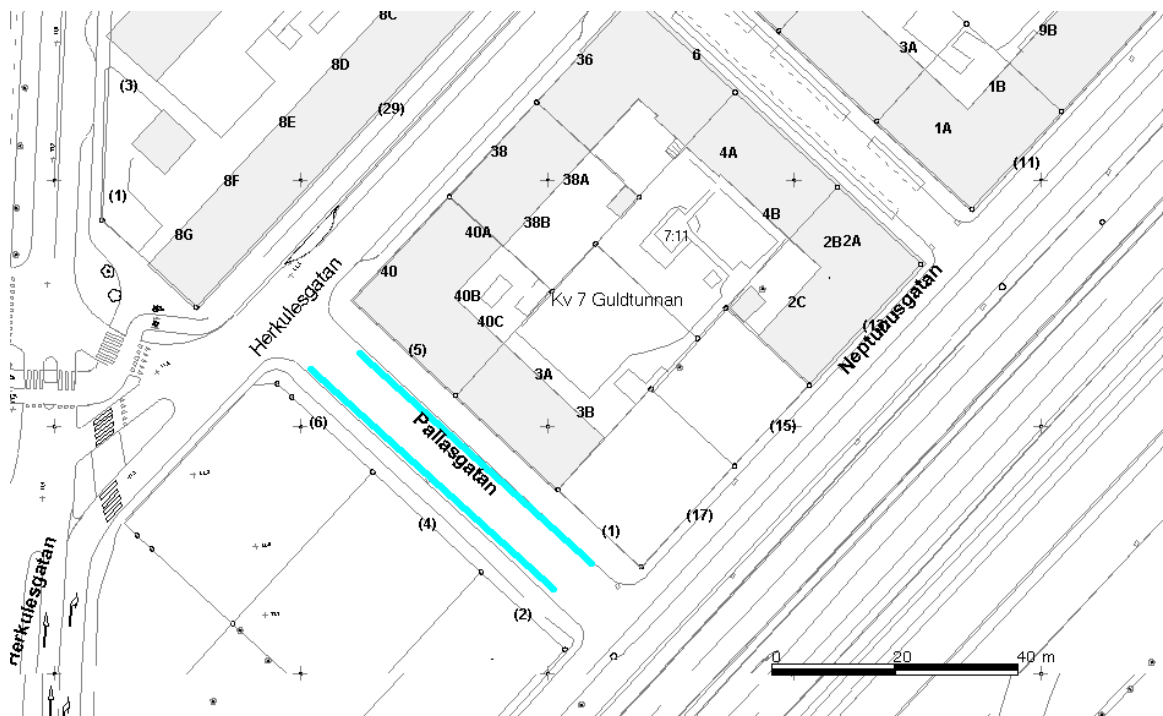 8C
9B
(3)
8D
36
6
3A
1B
(29)
8E
1A
38
4A
(11)
8F
38A
(1)
38B
4B
8G
40A
7:11
2B 2A
40
40B
Kv 7 Guldtunnan
2C
40C
Herkulesgatan
Neptunusgatan
(5)
3A
3B
Pallasgatan
(6)
(15)
(4)
(17)
(1)
(2)
Herkulesgatan
0 20 40 m